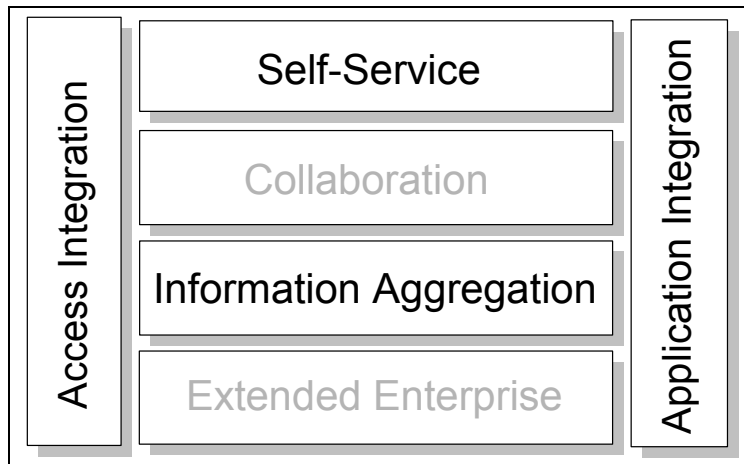 Access Integration
Self-Service
Collaboration
Information Aggregation
Extended Enterprise
Application Integration